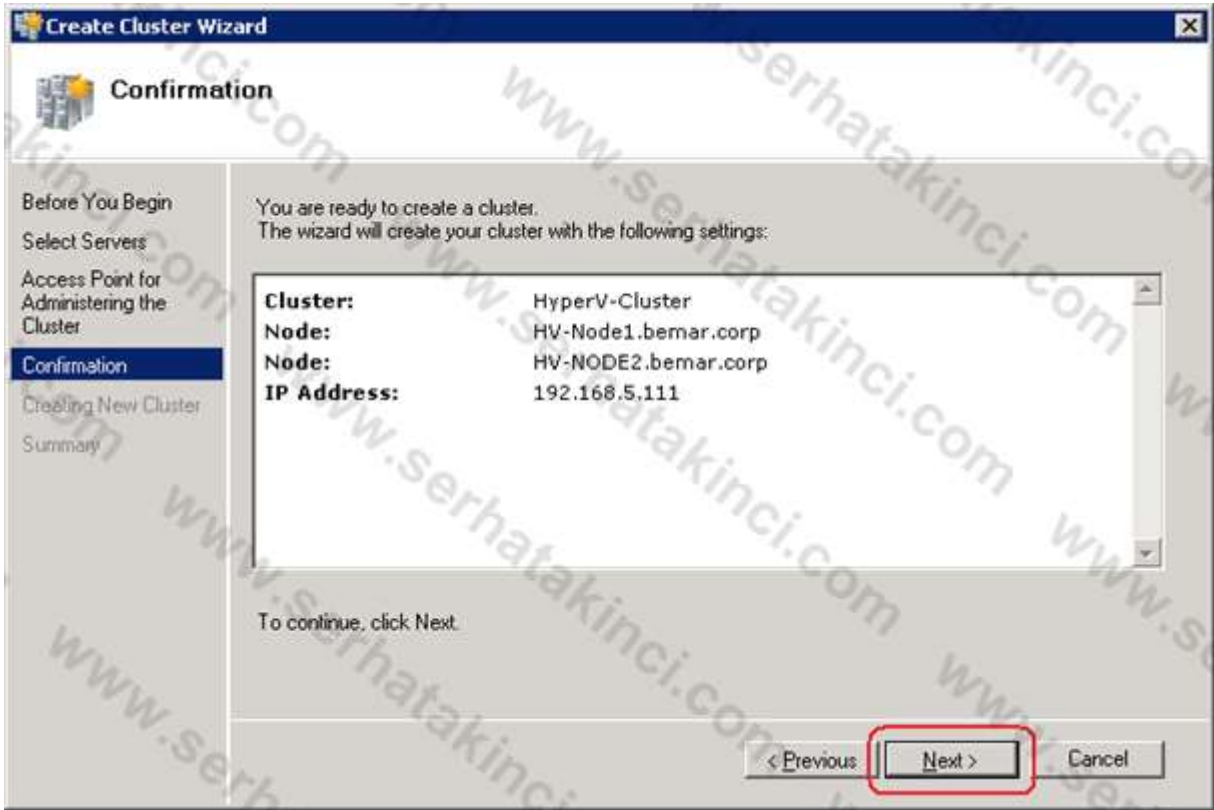 Create Cluster Wizard
Confirmation
Before You Begin
Select Servers
Access Point for
Administering the
Cluster
Confirmation
Creating New Cluster
Summary
You are ready to create a cluster.
The wizard will create your cluster with the following settings:
Cluster: HyperV-Cluster
Node: HV-Node1.bemar.corp
Node: HV-NODE2.bemar.corp
IP Address: 192.168.5.111
To continue, click Next.
< Previous Next > Cancel
www.serhatakinci.com